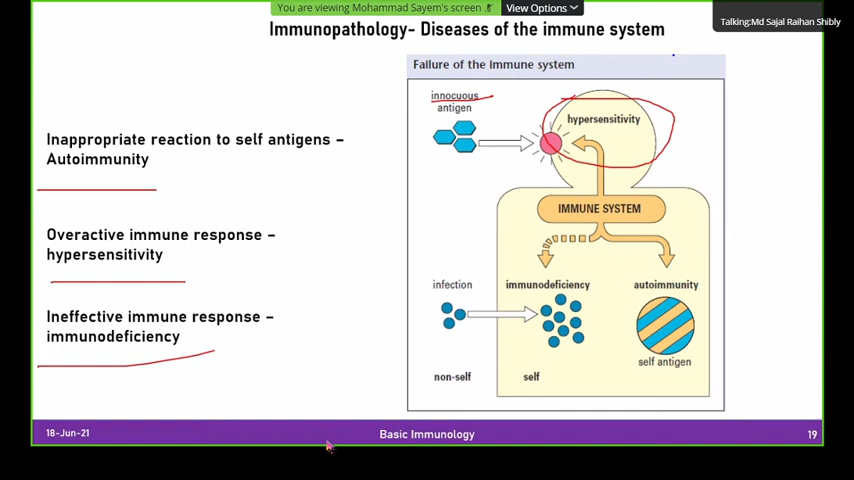 You are viewing Mohammad Sayem's screen
View Options
Talking:Md Sajal Raihan Shibly
Immunopathology- Diseases of the immune system
Inappropriate reaction to self antigens –
Autoimmunity
Overactive immune response –
hypersensitivity
Ineffective immune response –
immunodeficiency
Failure of the immune system
innocuous
antigen
hypersensitivity
IMMUNE SYSTEM
infection
immunodeficiency
autoimmunity
self antigen
non-self
self
18-Jun-21
Basic Immunology
19